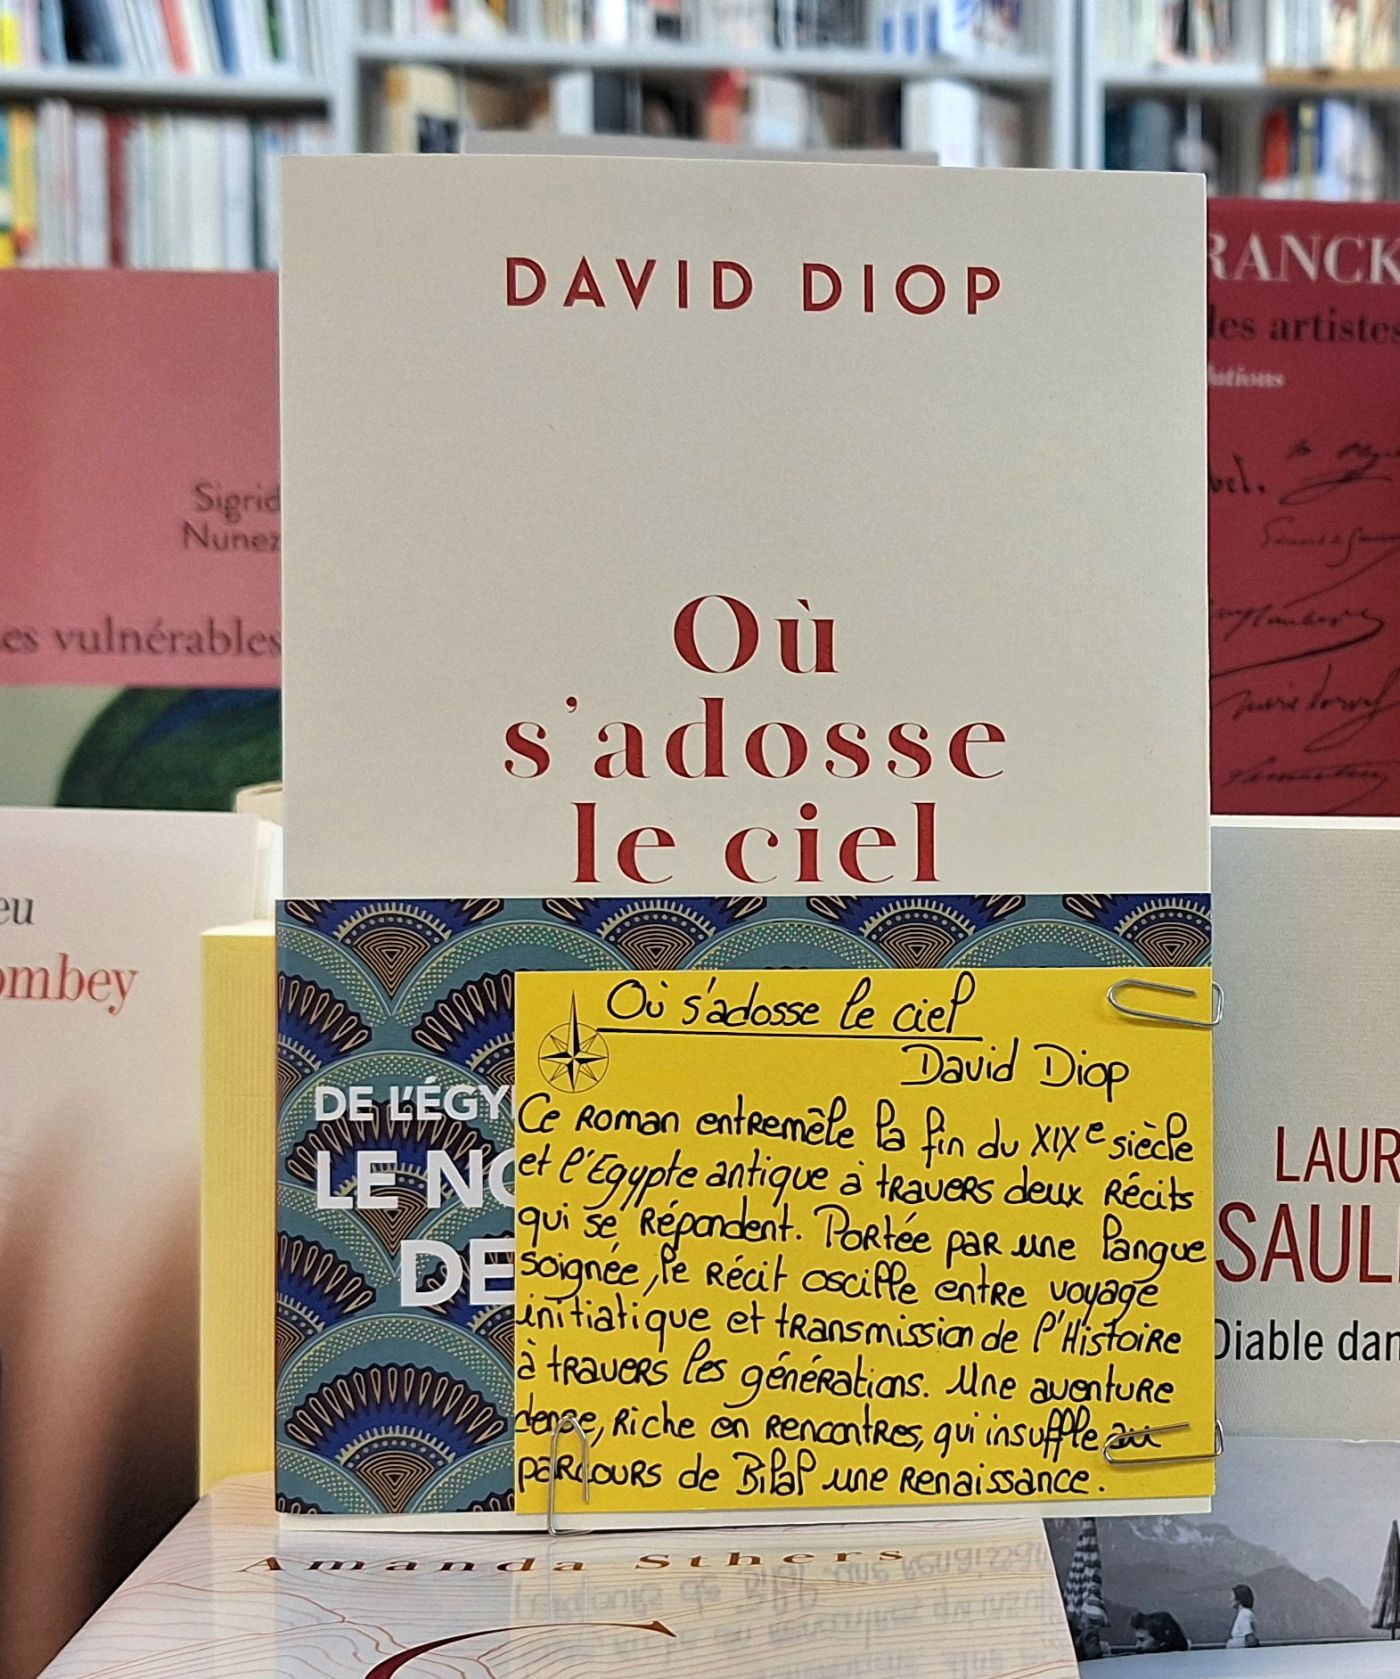 DAVID DIOP
Où
s'adosse
le ciel
DE L'ÉGY
LE NO
DE
Où s'adosse le ciel
David Diop
Ce roman entremêle la fin du XIXe siècle
et l'Egypte antique à travers deux récits
qui se répondent. Portée par une langue
soignée, le récit oscille entre voyage
initiatique et transmission de l'Histoire
à travers les générations. Une aventure
dense, riche en rencontres, qui insuffle au
parcours de Bilal une renaissance.
Sigrid
Nunez
es vulnérables
RANCK
des artistes
lations
eu
ombey
LAUR
SAUL
Diable dan
Amanda Sthers